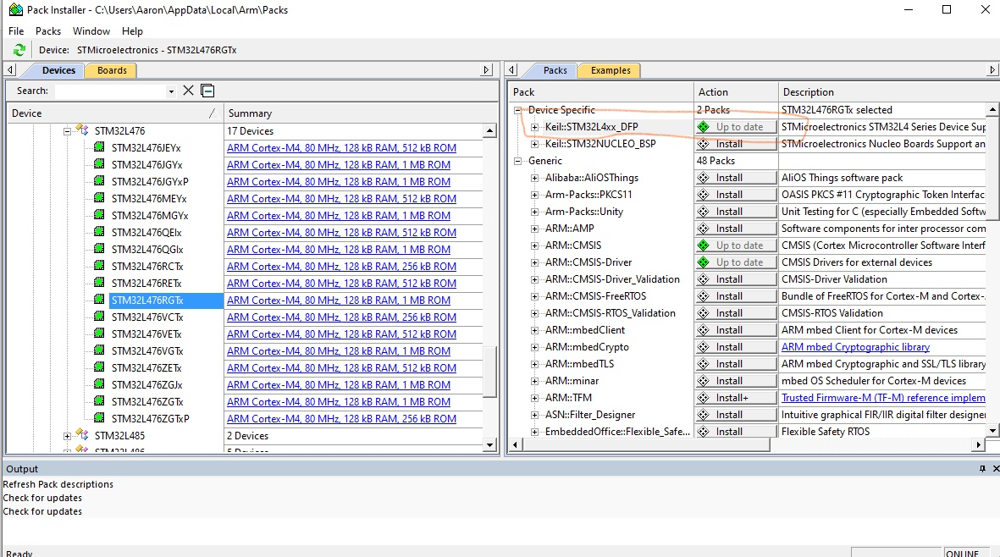 Pack Installer - C:\Users\Aaron\AppData\Local\Arm\Packs
File Packs Window Help
Device: STMicroelectronics - STM32L476RGTx
Devices Boards
Search:
Device / Summary
STM32L476 17 Devices
STM32L476JEYx ARM Cortex-M4, 80 MHz, 128 kB RAM, 512 kB ROM
STM32L476JGYx ARM Cortex-M4, 80 MHz, 128 kB RAM, 1 MB ROM
STM32L476JGYxP ARM Cortex-M4, 80 MHz, 128 kB RAM, 1 MB ROM
STM32L476MEYx ARM Cortex-M4, 80 MHz, 128 kB RAM, 512 kB ROM
STM32L476MGYx ARM Cortex-M4, 80 MHz, 128 kB RAM, 1 MB ROM
STM32L476QEIx ARM Cortex-M4, 80 MHz, 128 kB RAM, 512 kB ROM
STM32L476QGIx ARM Cortex-M4, 80 MHz, 128 kB RAM, 1 MB ROM
STM32L476RCTx ARM Cortex-M4, 80 MHz, 128 kB RAM, 256 kB ROM
STM32L476RETx ARM Cortex-M4, 80 MHz, 128 kB RAM, 512 kB ROM
STM32L476RGTx ARM Cortex-M4, 80 MHz, 128 kB RAM, 1 MB ROM
STM32L476VCTx ARM Cortex-M4, 80 MHz, 128 kB RAM, 256 kB ROM
STM32L476VETx ARM Cortex-M4, 80 MHz, 128 kB RAM, 512 kB ROM
STM32L476VGTx ARM Cortex-M4, 80 MHz, 128 kB RAM, 1 MB ROM
STM32L476ZETx ARM Cortex-M4, 80 MHz, 128 kB RAM, 512 kB ROM
STM32L476ZGJx ARM Cortex-M4, 80 MHz, 128 kB RAM, 1 MB ROM
STM32L476ZGTx ARM Cortex-M4, 80 MHz, 128 kB RAM, 1 MB ROM
STM32L476ZGTxP ARM Cortex-M4, 80 MHz, 128 kB RAM, 256 kB ROM
STM32L485 2 Devices
STM32L486 5 Devices
Packs Examples
Pack Action Description
Device Specific 2 Packs STM32L476RGTx selected
Keil::STM32L4xx_DFP Up to date STMicroelectronics STM32L4 Series Device Sup
Keil::STM32NUCLEO_BSP Install STMicroelectronics Nucleo Boards Support an
Generic 48 Packs
Alibaba::AliOSThings Install AliOS Things software pack
Arm-Packs::PKCS11 Install OASIS PKCS #11 Cryptographic Token Interfac
Arm-Packs::Unity Install Unit Testing for C (especially Embedded Softw
ARM::AMP Install Software components for inter processor com
ARM::CMSIS Up to date CMSIS (Cortex Microcontroller Software Interf
ARM::CMSIS-Driver Up to date CMSIS Drivers for external devices
ARM::CMSIS-Driver_Validation Install CMSIS-Driver Validation
ARM::CMSIS-FreeRTOS Install Bundle of FreeRTOS for Cortex-M and Cortex-
ARM::CMSIS-RTOS_Validation Install CMSIS-RTOS Validation
ARM::mbedClient Install ARM mbed Client for Cortex-M devices
ARM::mbedCrypto Install ARM mbed Cryptographic library
ARM::mbedTLS Install ARM mbed Cryptographic and SSL/TLS library
ARM::minar Install mbed OS Scheduler for Cortex-M devices
ARM::TFM Install+ Trusted Firmware-M (TF-M) reference implem
ASN::Filter_Designer Install Intuitive graphical FIR/IIR digital filter designer
EmbeddedOffice::Flexible_Safe... Install Flexible Safety RTOS
Output
Refresh Pack descriptions
Check for updates
Check for updates
Ready ONLINE